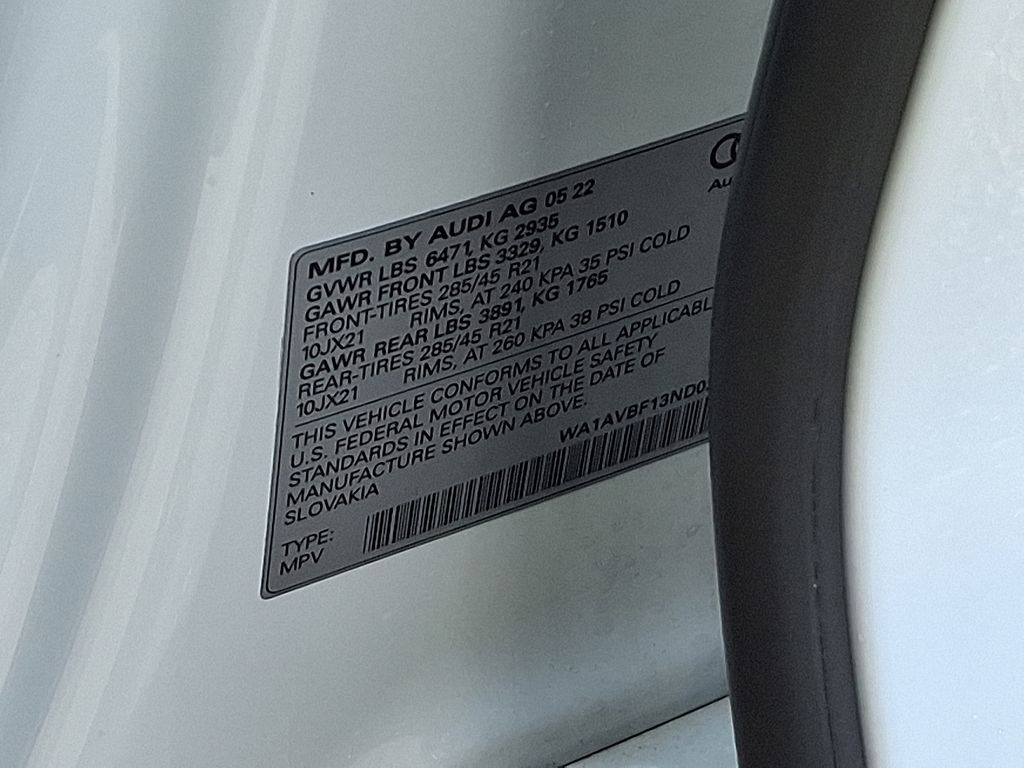 MFD. BY AUDI AG 05 22
GVWR LBS 6471, KG 2935
GAWR FRONT LBS 3329, KG 1510
FRONT-TIRES 285/45 R21
10JX21 RIMS, AT 240 KPA 35 PSI COLD
GAWR REAR LBS 3891, KG 1765
REAR-TIRES 285/45 R21
10JX21 RIMS, AT 260 KPA 38 PSI COLD
THIS VEHICLE CONFORMS TO ALL APPLICABL
U.S. FEDERAL MOTOR VEHICLE SAFETY
STANDARDS IN EFFECT ON THE DATE OF
MANUFACTURE SHOWN ABOVE.
SLOVAKIA
WA1AVBF13ND0
TYPE:
MPV
Au